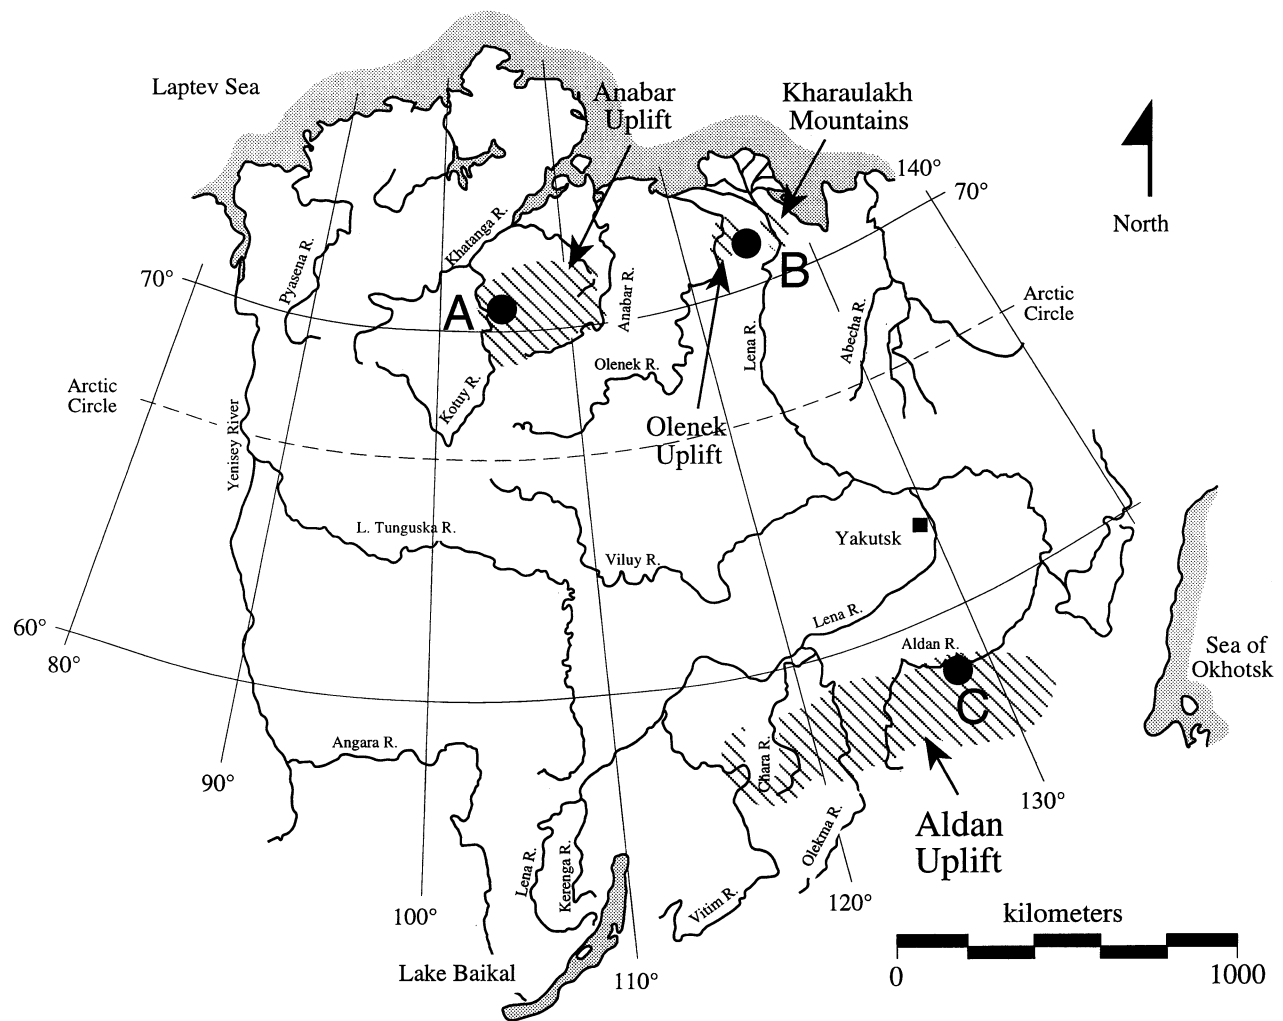 Laptev Sea
Anabar
Uplift
Kharaulakh
Mountains
140°
70°
North
Khatanga R.
Pyasena R.
70°
A
B
Anabar R.
Arctic
Circle
Lena R.
Abecha R.
Olenek R.
Arctic
Circle
Kotuy R.
Yenisey River
Olenek
Uplift
L. Tunguska R.
Viluy R.
Yakutsk
Lena R.
60°
80°
Aldan R.
Sea of
Okhotsk
C
Angara R.
Chara R.
90°
130°
Aldan
Uplift
Olekma R.
Lena R.
Kerenga R.
Vitim R.
120°
100°
kilometers
Lake Baikal
110°
0
1000